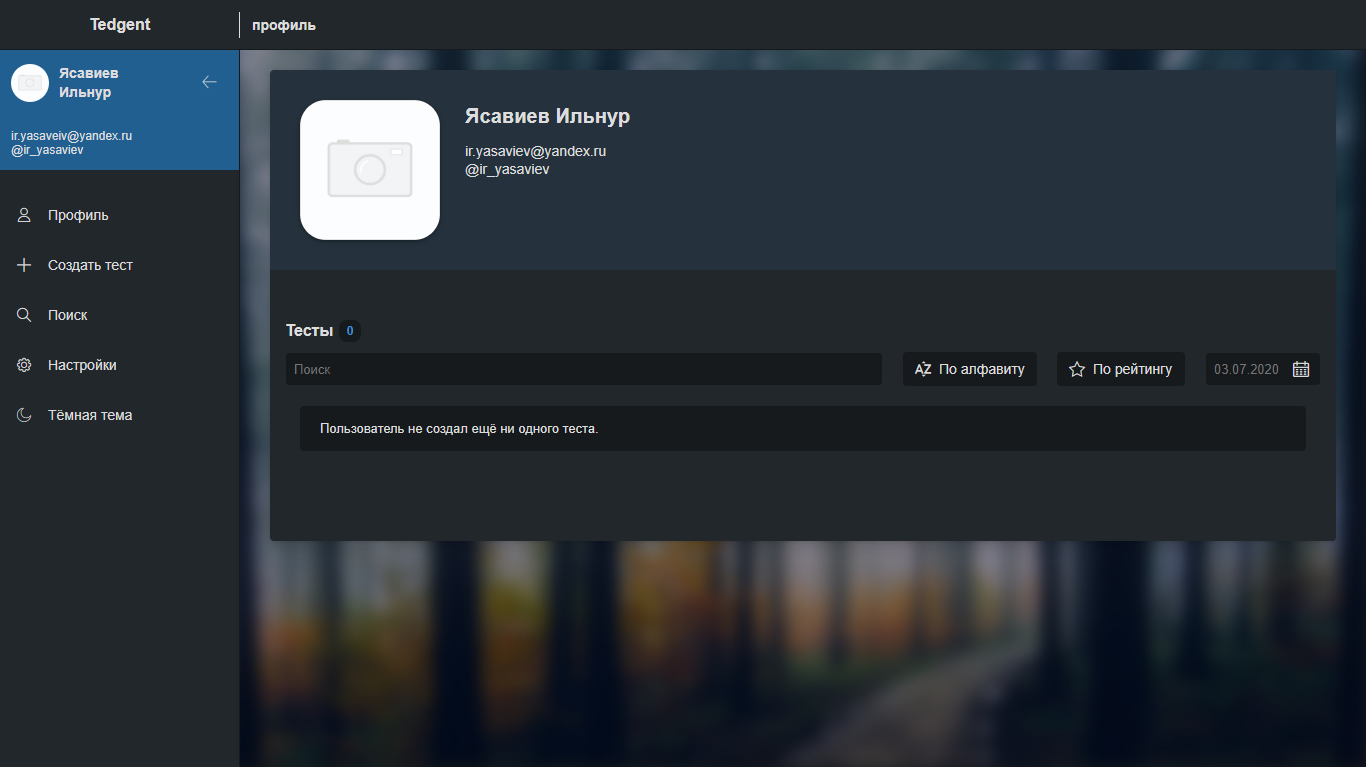 Tedgent
профиль
Ясавиев
Ильнур
ir.yasaveiv@yandex.ru
@ir_yasaviev
Профиль
Создать тест
Поиск
Настройки
Тёмная тема
Ясавиев Ильнур
ir.yasaviev@yandex.ru
@ir_yasaviev
Тесты 0
Поиск AZ По алфавиту По рейтингу 03.07.2020
Пользователь не создал ещё ни одного теста.